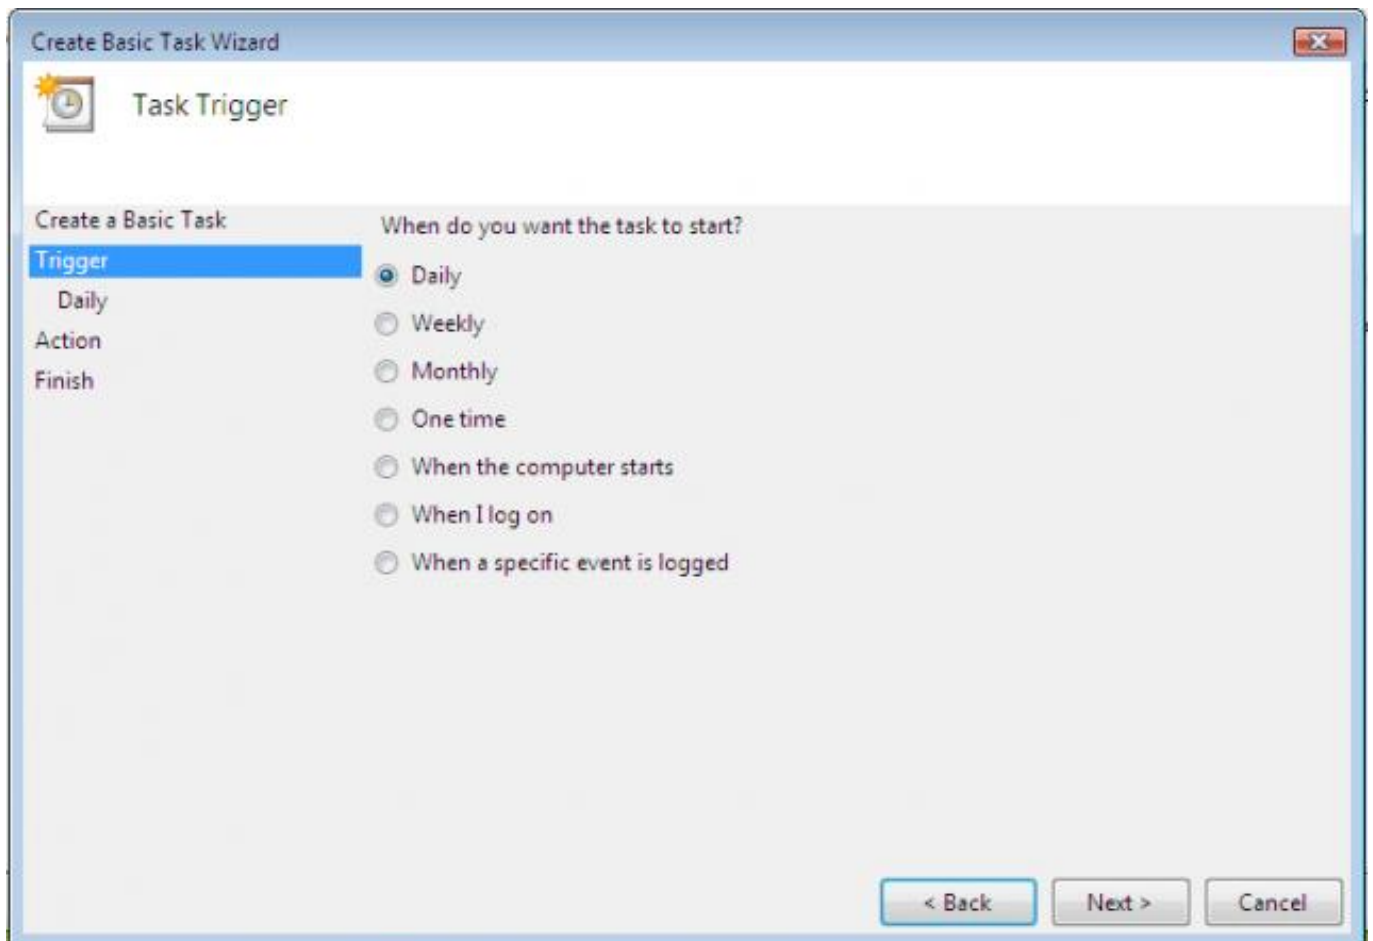 Create Basic Task Wizard
Task Trigger
Create a Basic Task
Trigger
Daily
Action
Finish
When do you want the task to start?
Daily
Weekly
Monthly
One time
When the computer starts
When I log on
When a specific event is logged
< Back
Next >
Cancel